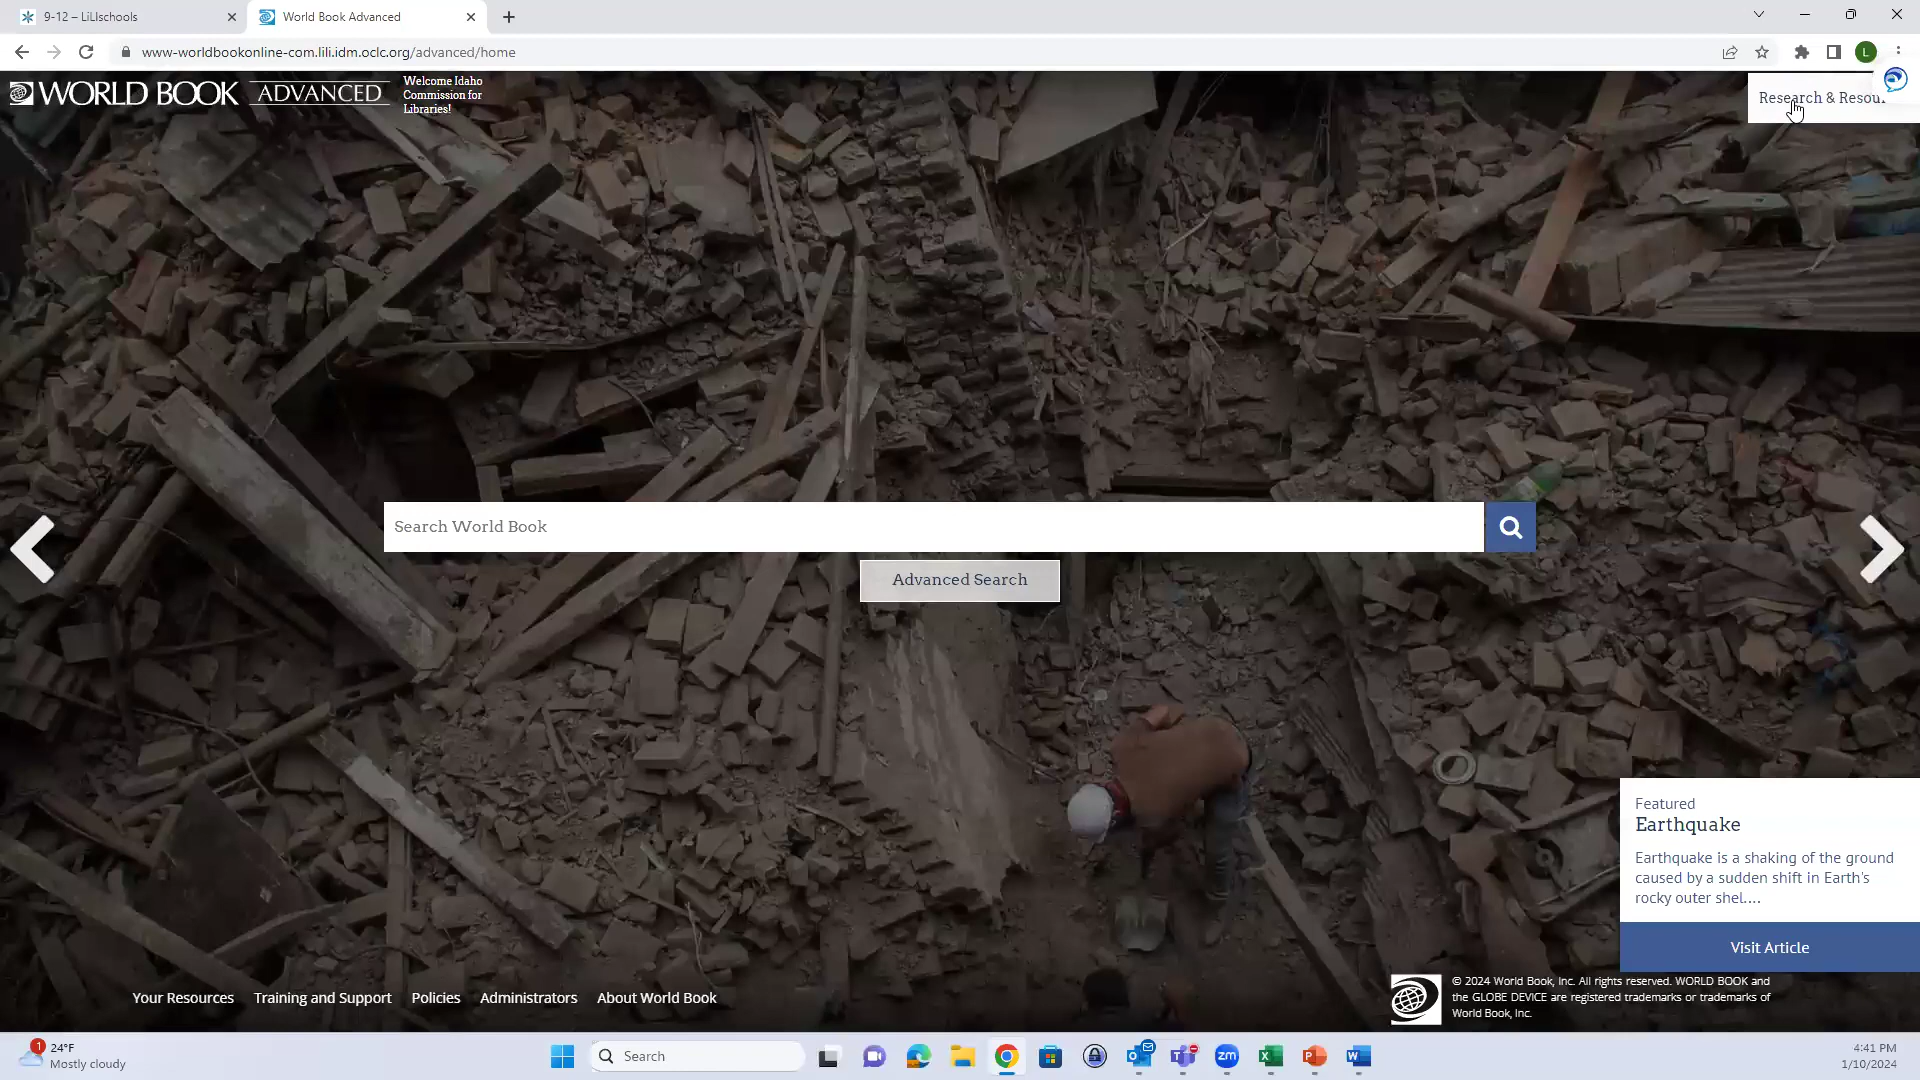 9-12 – LiLIschools
World Book Advanced
www-worldbookonline-com.lili.idm.oclc.org/advanced/home
L
WORLD BOOK ADVANCED
Welcome Idaho
Commission for
Libraries!
Research & Resou
Search World Book
Advanced Search
Featured
Earthquake
Earthquake is a shaking of the ground
caused by a sudden shift in Earth's
rocky outer shel....
Visit Article
Your Resources
Training and Support
Policies
Administrators
About World Book
© 2024 World Book, Inc. All rights reserved. WORLD BOOK and
the GLOBE DEVICE are registered trademarks or trademarks of
World Book, Inc.
1
24°F
Mostly cloudy
Search
zm
4:41 PM
1/10/2024